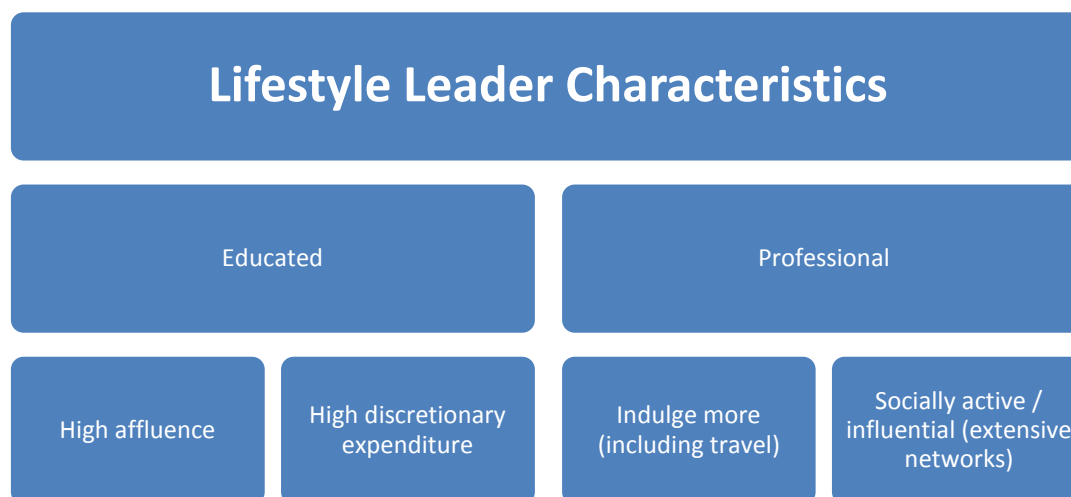 Lifestyle Leader Characteristics
Educated
Professional
High affluence
High discretionary
expenditure
Indulge more
(including travel)
Socially active /
influential (extensive
networks)